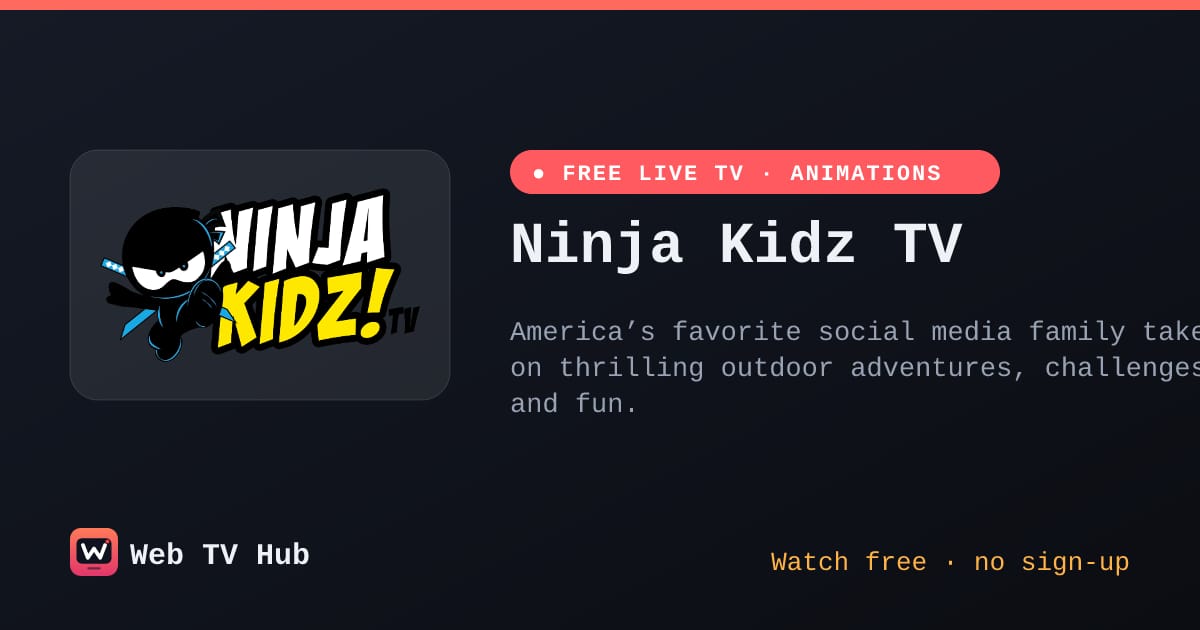 NINJA
KIDZ!
TV
● FREE LIVE TV · ANIMATIONS
Ninja Kidz TV
America’s favorite social media family take
on thrilling outdoor adventures, challenges
and fun.
W
Web TV Hub
Watch free · no sign-up